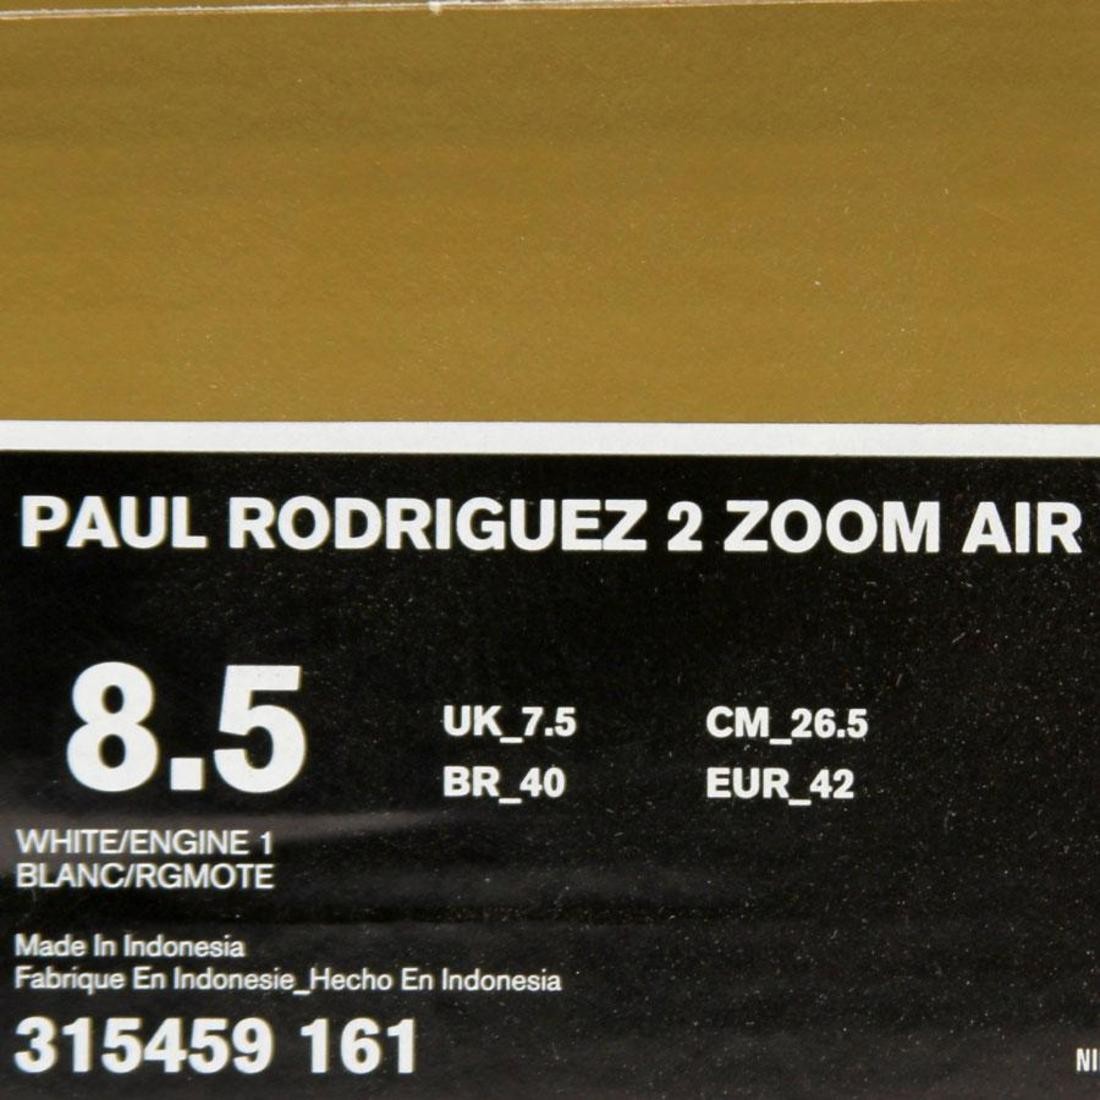 PAUL RODRIGUEZ 2 ZOOM AIR
8.5
UK_7.5 CM_26.5
BR_40 EUR_42
WHITE/ENGINE 1
BLANC/RGMOTE
Made In Indonesia
Fabrique En Indonesie_Hecho En Indonesia
315459 161